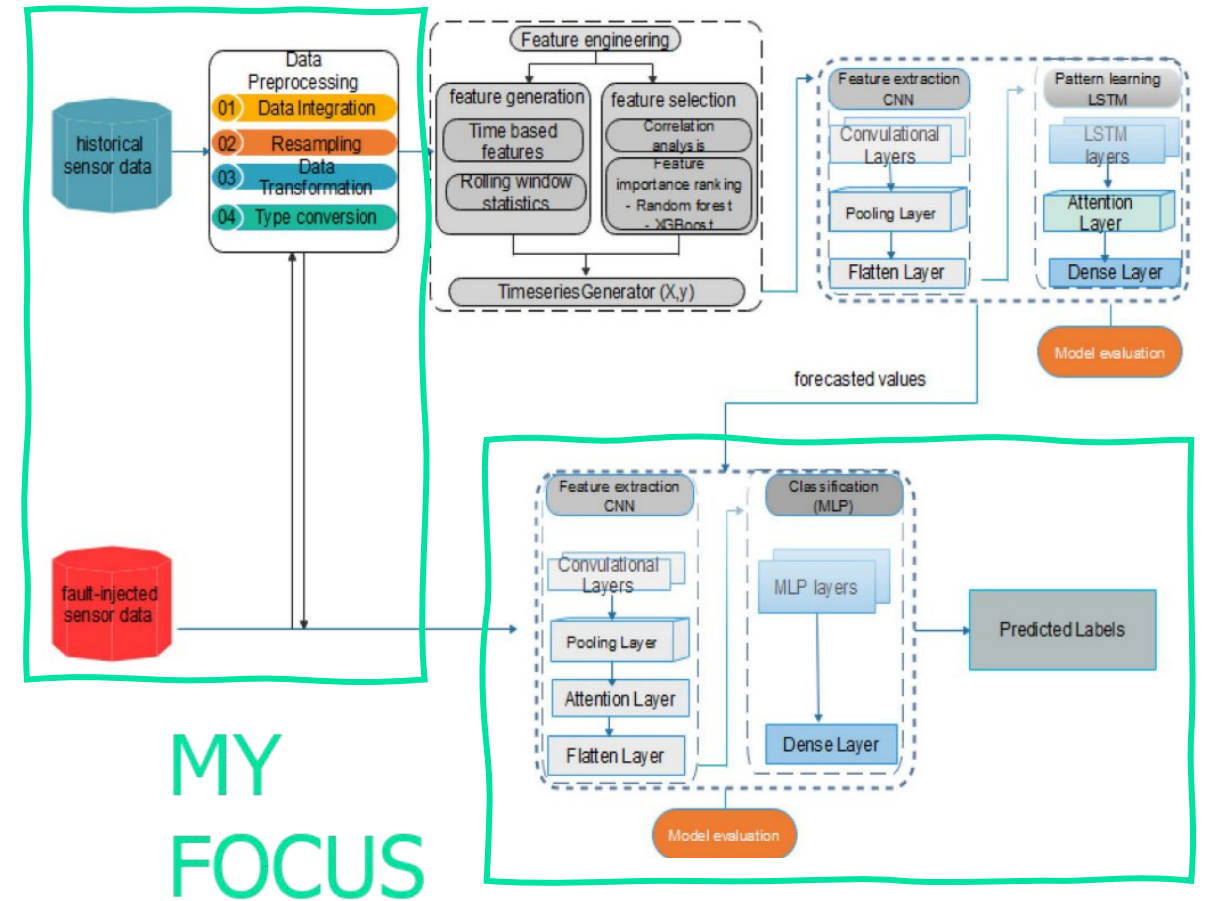 historical
sensor data
Data
Preprocessing
01 Data Integration
02 Resampling
03 Data
Transformation
04 Type conversion
Feature engineering
feature generation
Time based
features
Rolling window
statistics
feature selection
Correlation
analysis
Feature
importance ranking
- Random forest
- XGBoost
TimeseriesGenerator (X,y)
Feature extraction
CNN
Convulational
Layers
Pooling Layer
Flatten Layer
Pattern learning
LSTM
LSTM
layers
Attention
Layer
Dense Layer
Model evaluation
forecasted values
fault-injected
sensor data
Feature extraction
CNN
Convulational
Layers
Pooling Layer
Attention Layer
Flatten Layer
Classification
(MLP)
MLP layers
Dense Layer
Model evaluation
Predicted Labels
MY
FOCUS